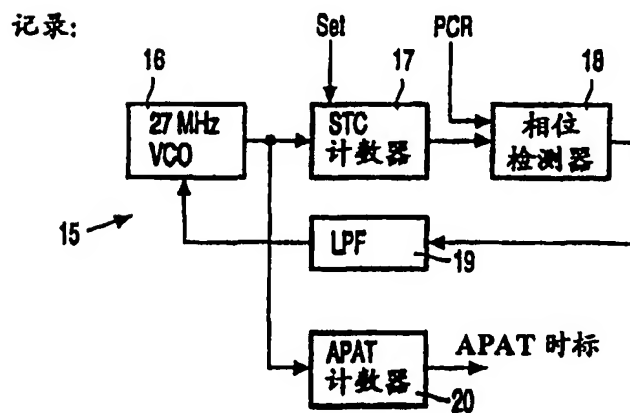 记录:
Set
PCR
16
17
18
27 MHz
VCO
STC
计数器
相位
检测器
15
LPF
19
APAT
计数器
APAT 时标
20